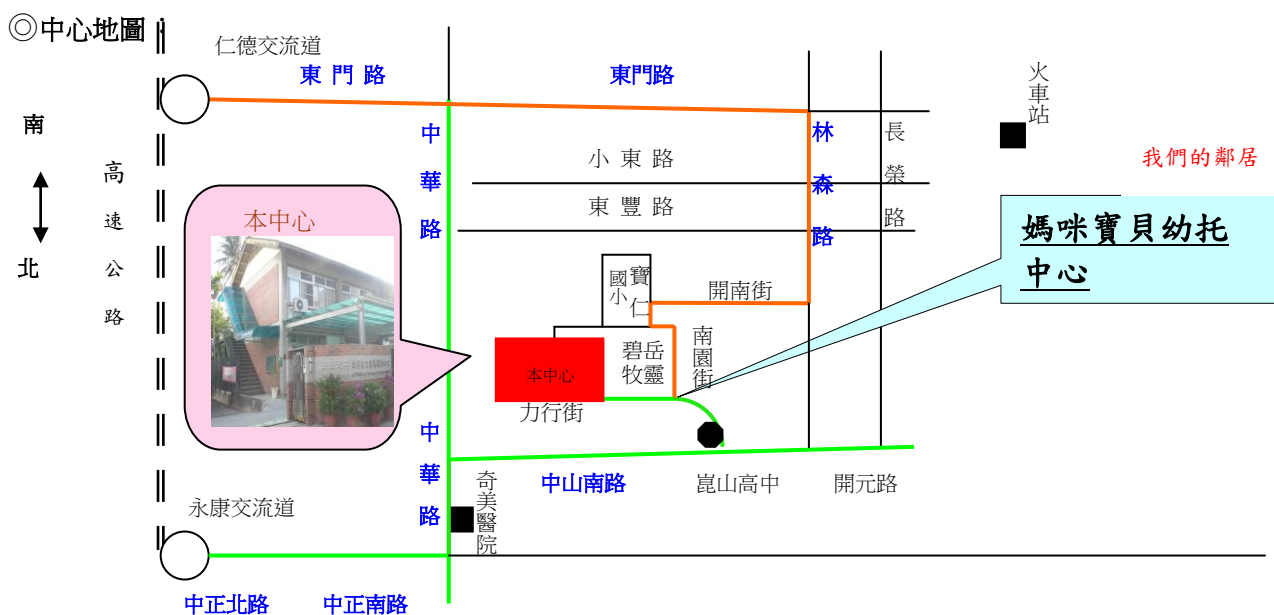 ◎中心地圖：
仁德交流道
東門路
東門路
南
北
高速公路
中華路
小東路
東豐路
林森路
長榮路
火車站
我們的鄰居
媽咪寶貝幼托
中心
本中心
寶仁
國小
開南街
南園街
碧岳
牧靈
本中心
力行街
中華路
中山南路
崑山高中
開元路
奇美醫院
永康交流道
中正北路
中正南路